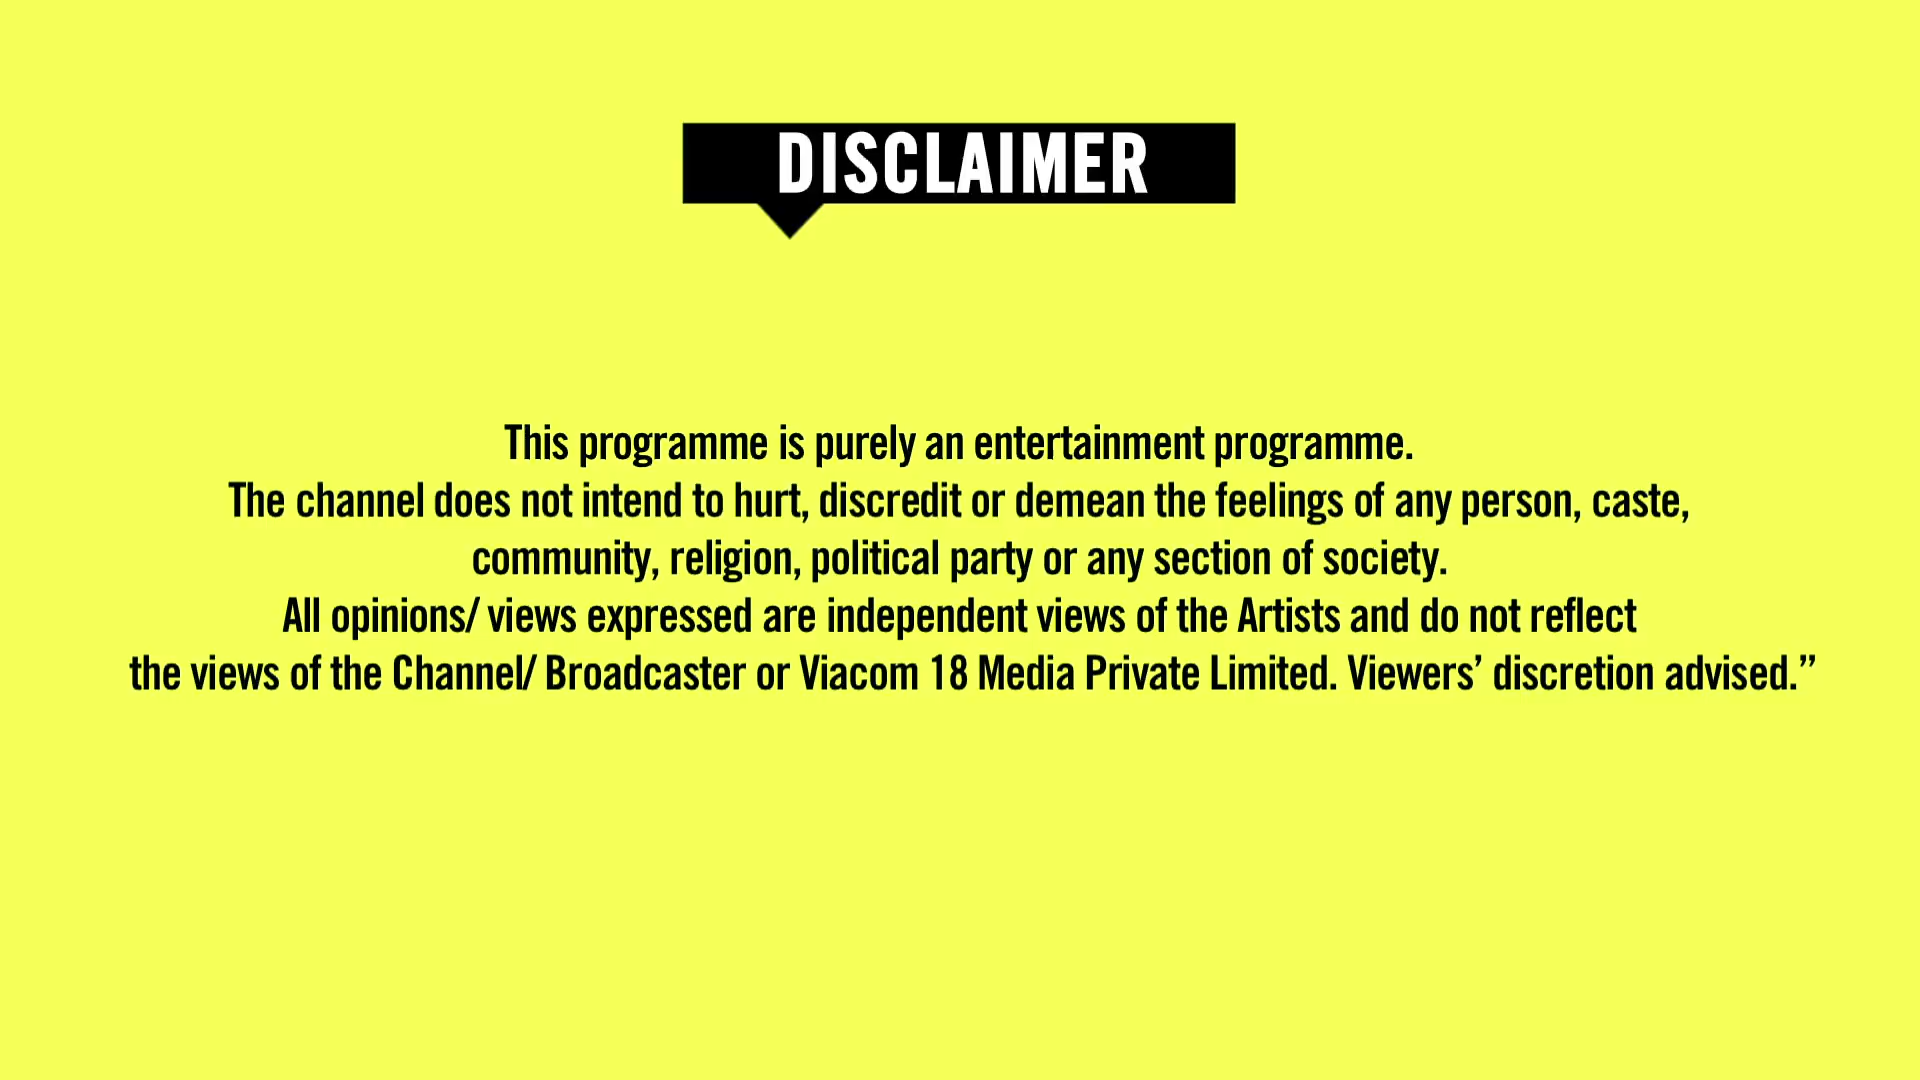 DISCLAIMER
This programme is purely an entertainment programme.
The channel does not intend to hurt, discredit or demean the feelings of any person, caste,
community, religion, political party or any section of society.
All opinions/ views expressed are independent views of the Artists and do not reflect
the views of the Channel/ Broadcaster or Viacom 18 Media Private Limited. Viewers’ discretion advised.”